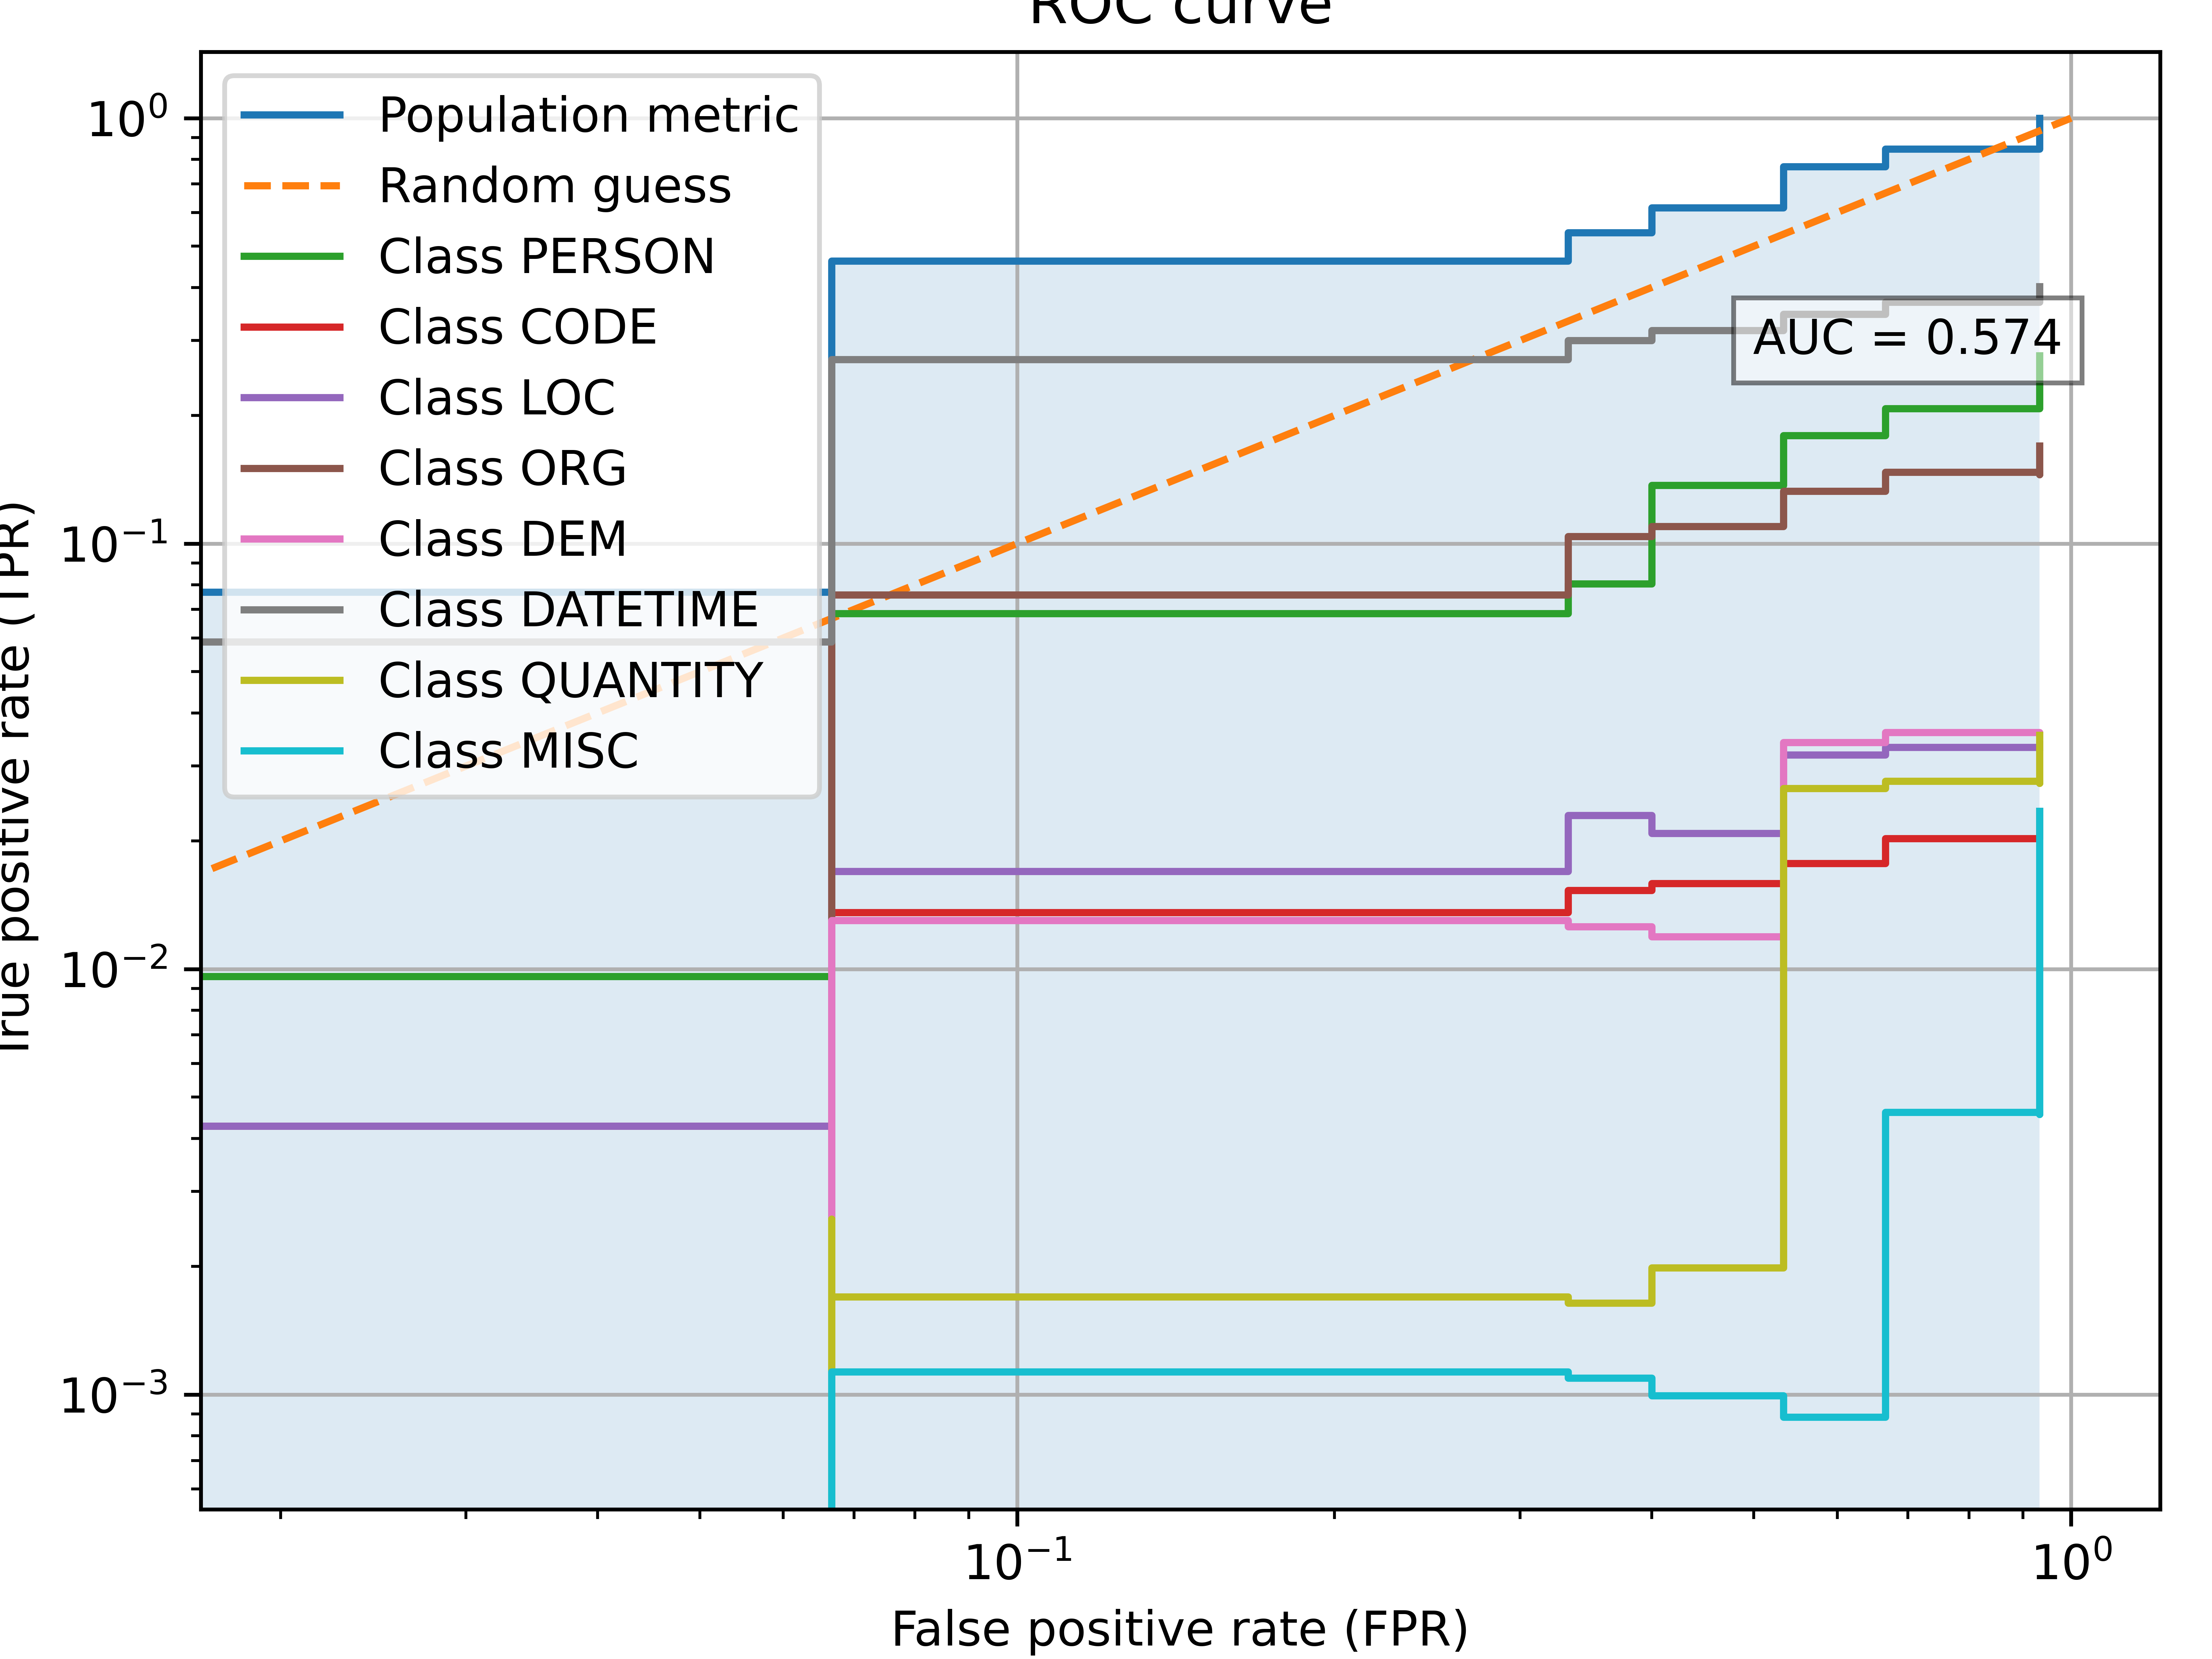 ROC curve
10⁰
10⁻¹
10⁻²
10⁻³
True positive rate (TPR)
Population metric
Random guess
Class PERSON
Class CODE
Class LOC
Class ORG
Class DEM
Class DATETIME
Class QUANTITY
Class MISC
AUC = 0.574
10⁻¹
10⁰
False positive rate (FPR)